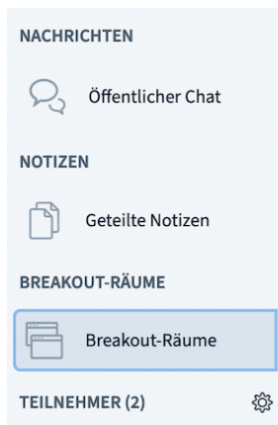 NACHRICHTEN
Öffentlicher Chat
NOTIZEN
Geteilte Notizen
BREAKOUT-RÄUME
Breakout-Räume
TEILNEHMER (2)